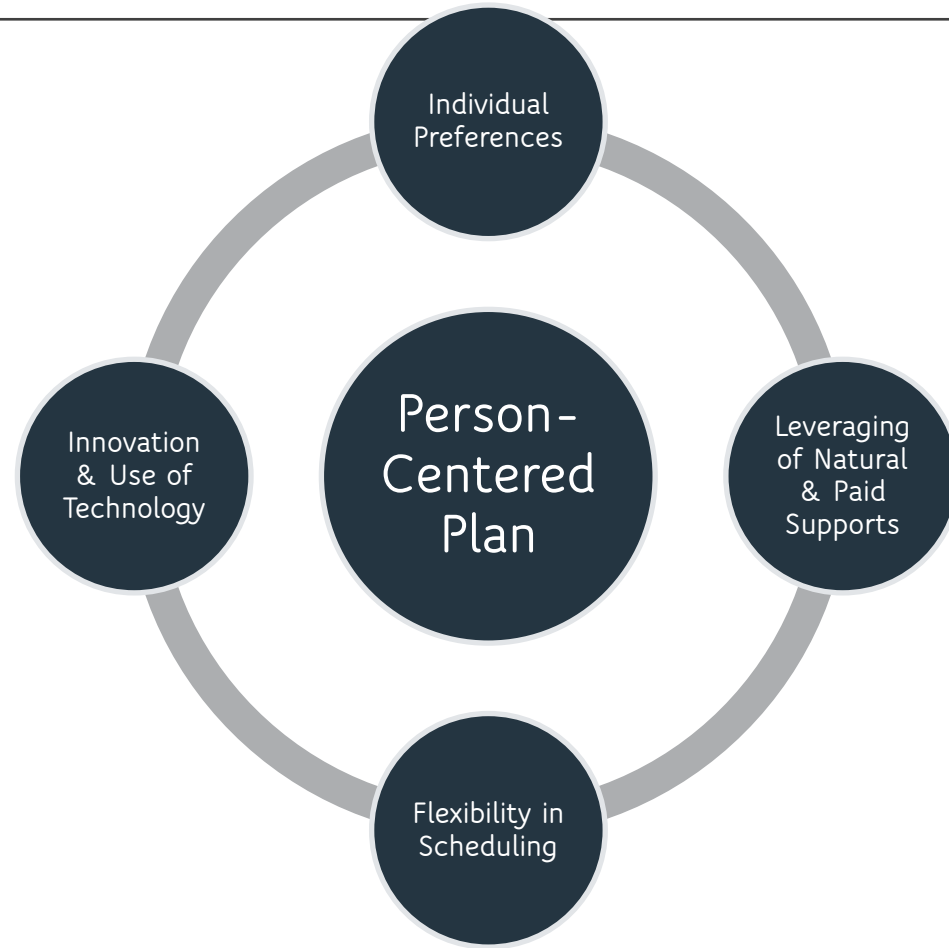 Individual
Preferences
Innovation
& Use of
Technology
Person-
Centered
Plan
Leveraging
of Natural
& Paid
Supports
Flexibility in
Scheduling